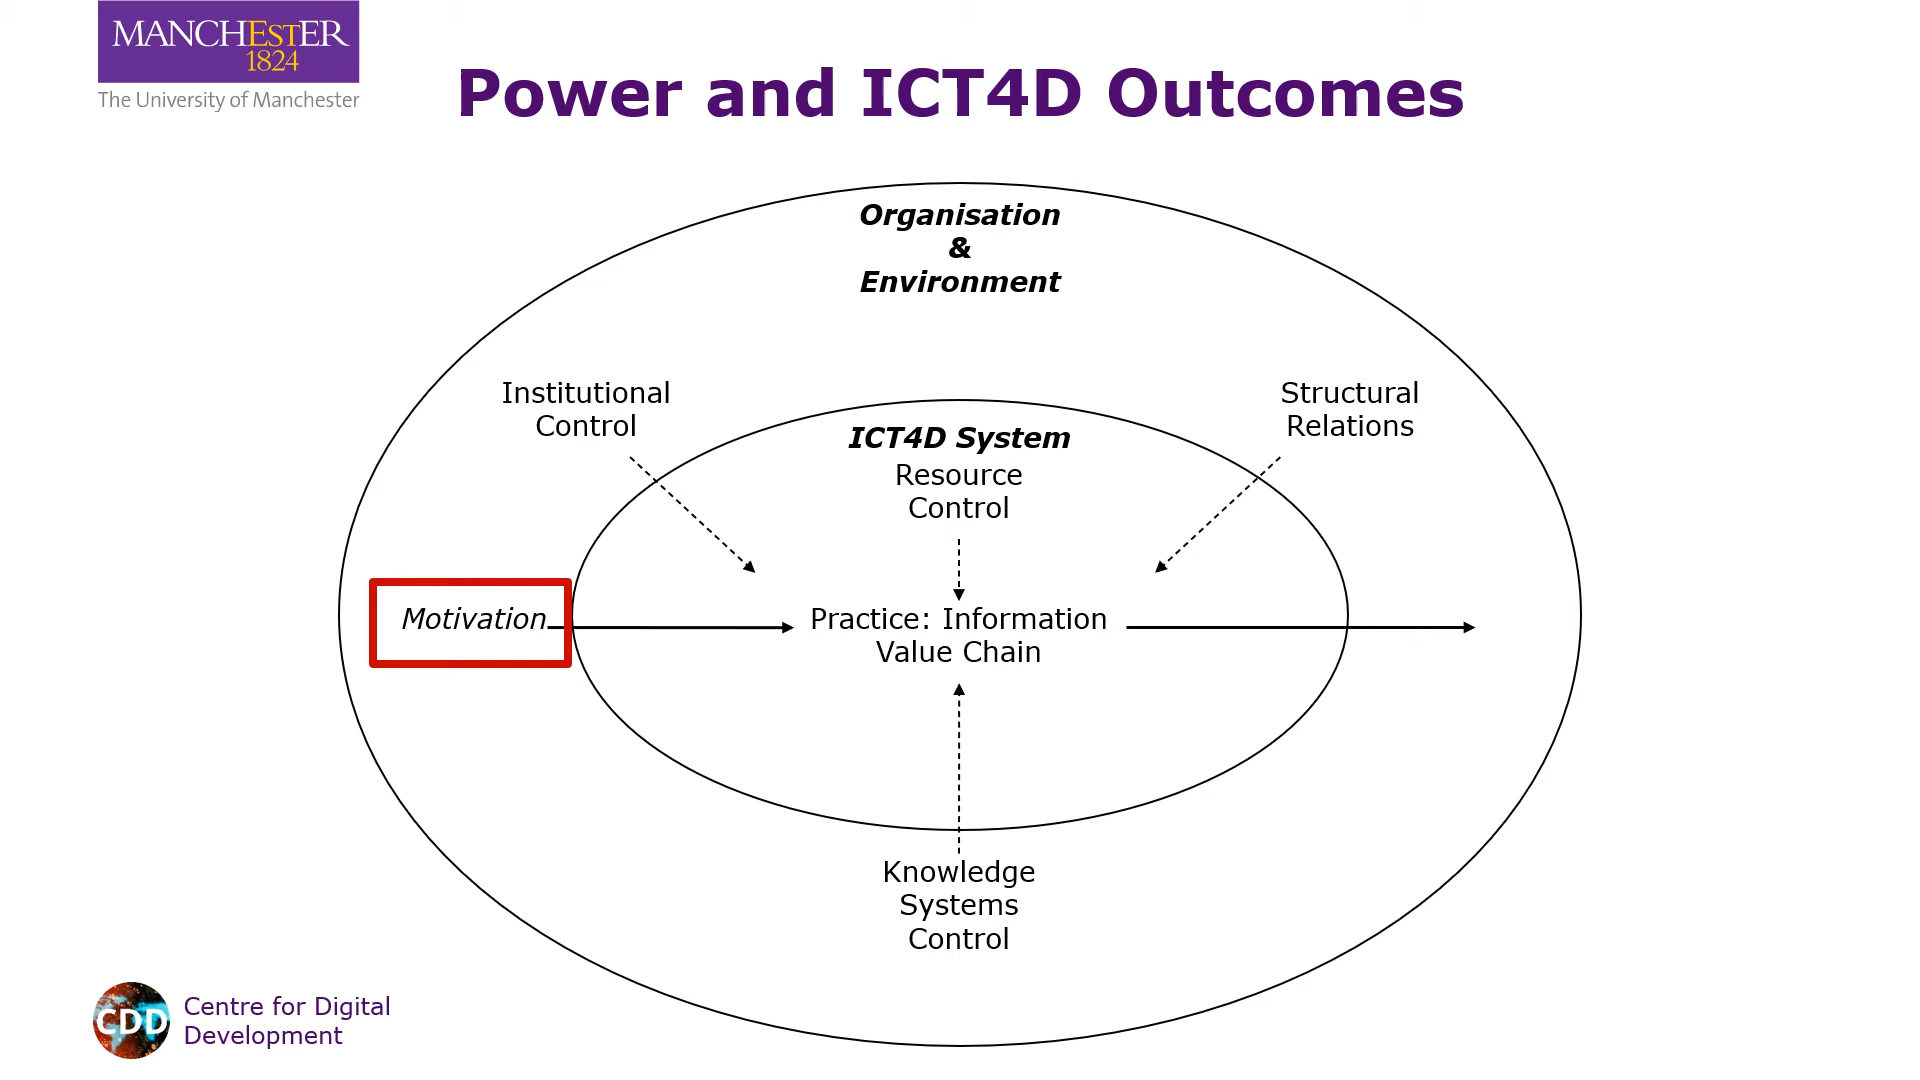 MANCHESTER
1824
The University of Manchester
Power and ICT4D Outcomes
Organisation
&
Environment
Institutional
Control
Structural
Relations
ICT4D System
Resource
Control
Motivation
Practice: Information
Value Chain
Knowledge
Systems
Control
CDD
Centre for Digital
Development